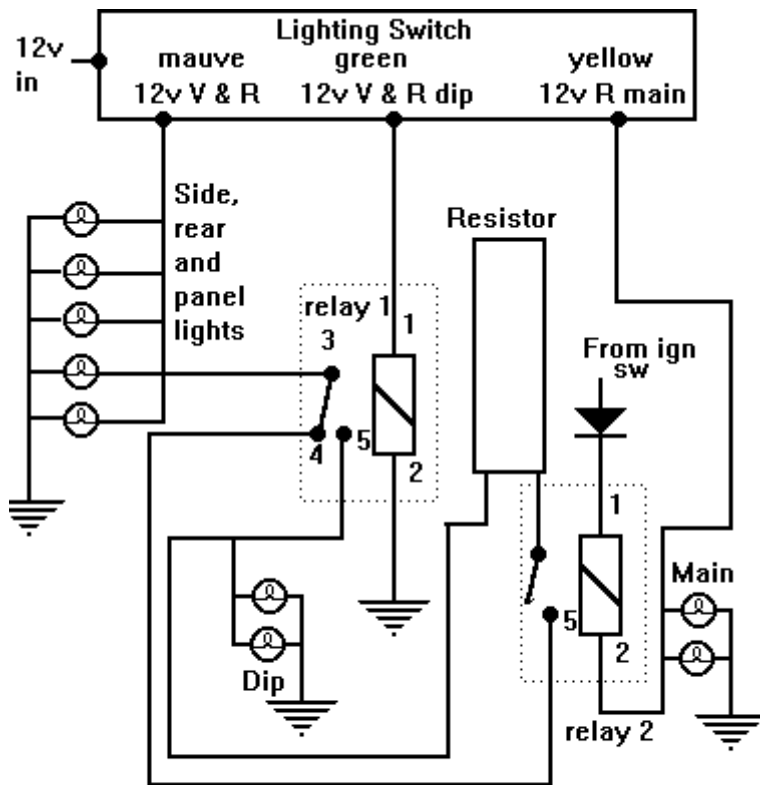 Lighting Switch
12v
in
mauve
12v V & R
green
12v V & R dip
yellow
12v R main
Side,
rear
and
panel
lights
Resistor
relay 1
1
3
4
5
2
From ign
sw
1
5
2
Main
Dip
relay 2